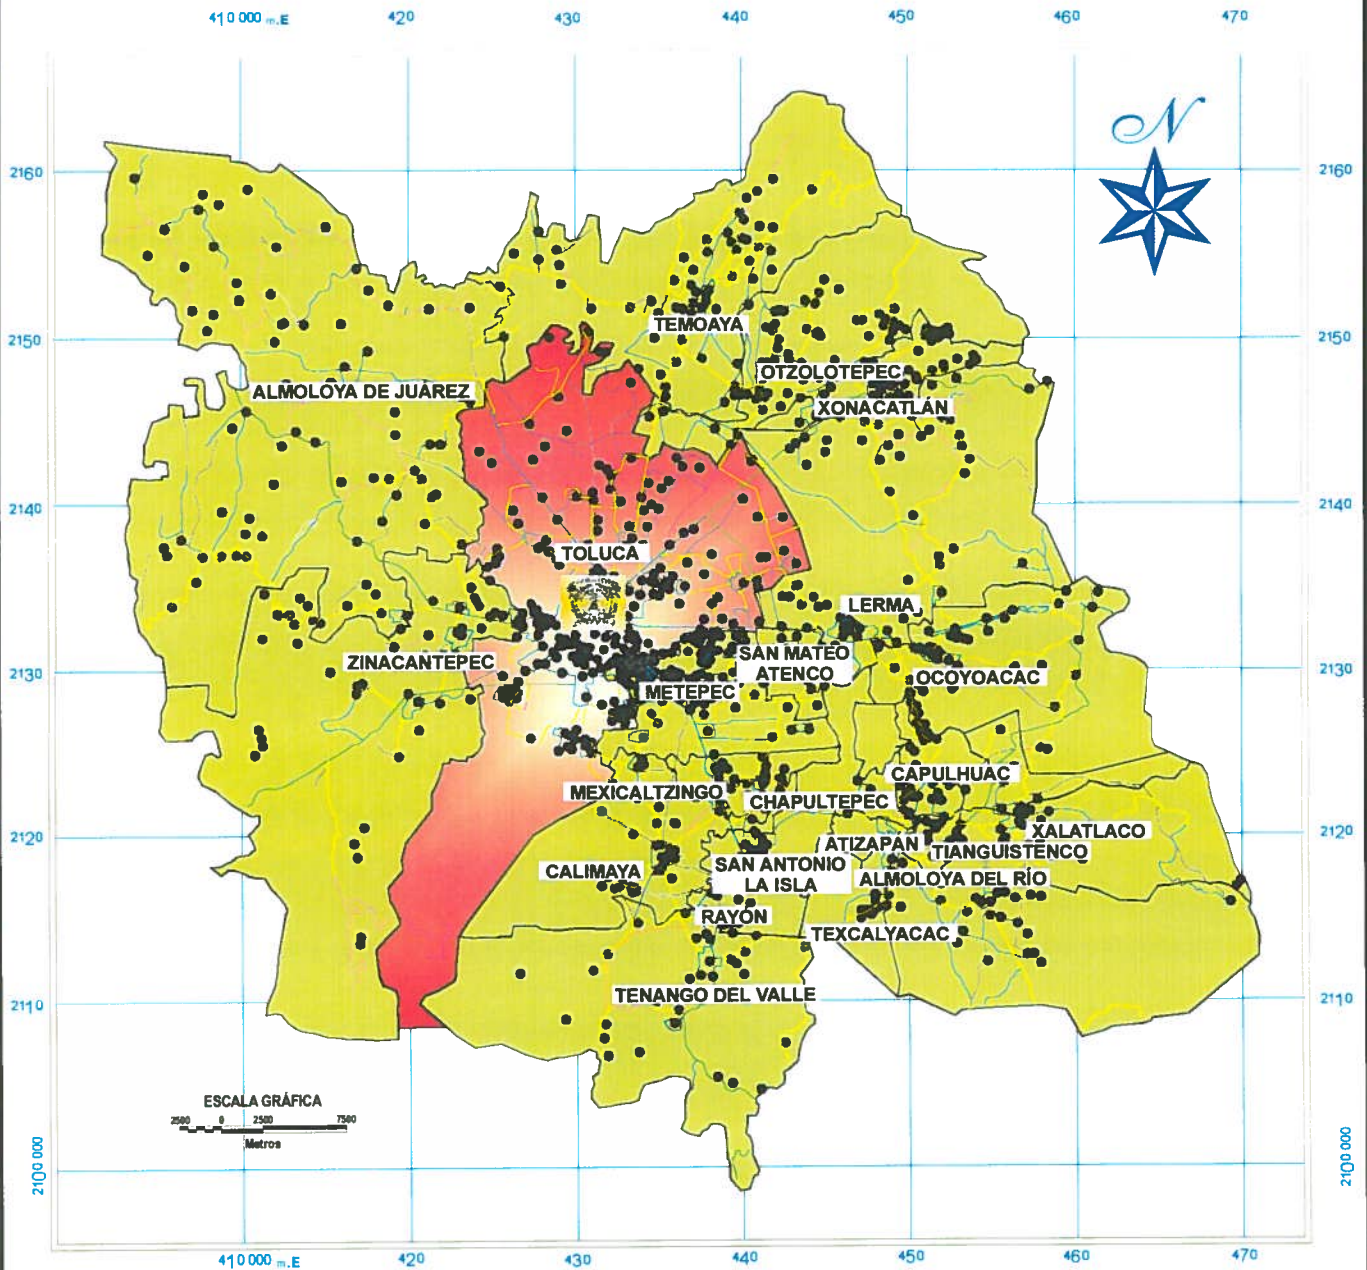 410 000 m.E 420 430 440 450 460 470
N
2160 2160
2150 2150
TEMOAYA
OTZOLOTEPEC
ALMOLOYA DE JUÁREZ
XONACATLÁN
2140 2140
TOLUCA
LERMA
SAN MATEO
ATENCO
ZINACANTEPEC
2130 2130
OCOYOACAC
METEPEC
CAPULHUAC
MEXICALTZINGO
CHAPULTEPEC
2120 2120
XALATLACO
ATIZAPÁN
TIANGUISTENCO
CALIMAYA
SAN ANTONIO
LA ISLA
ALMOLOYA DEL RÍO
RAYÓN
TEXCALYACAC
TENANGO DEL VALLE
2110 2110
ESCALA GRÁFICA
2500 0 2500 7500
Metros
2100 000 2100 000
410 000 m.E 420 430 440 450 460 470